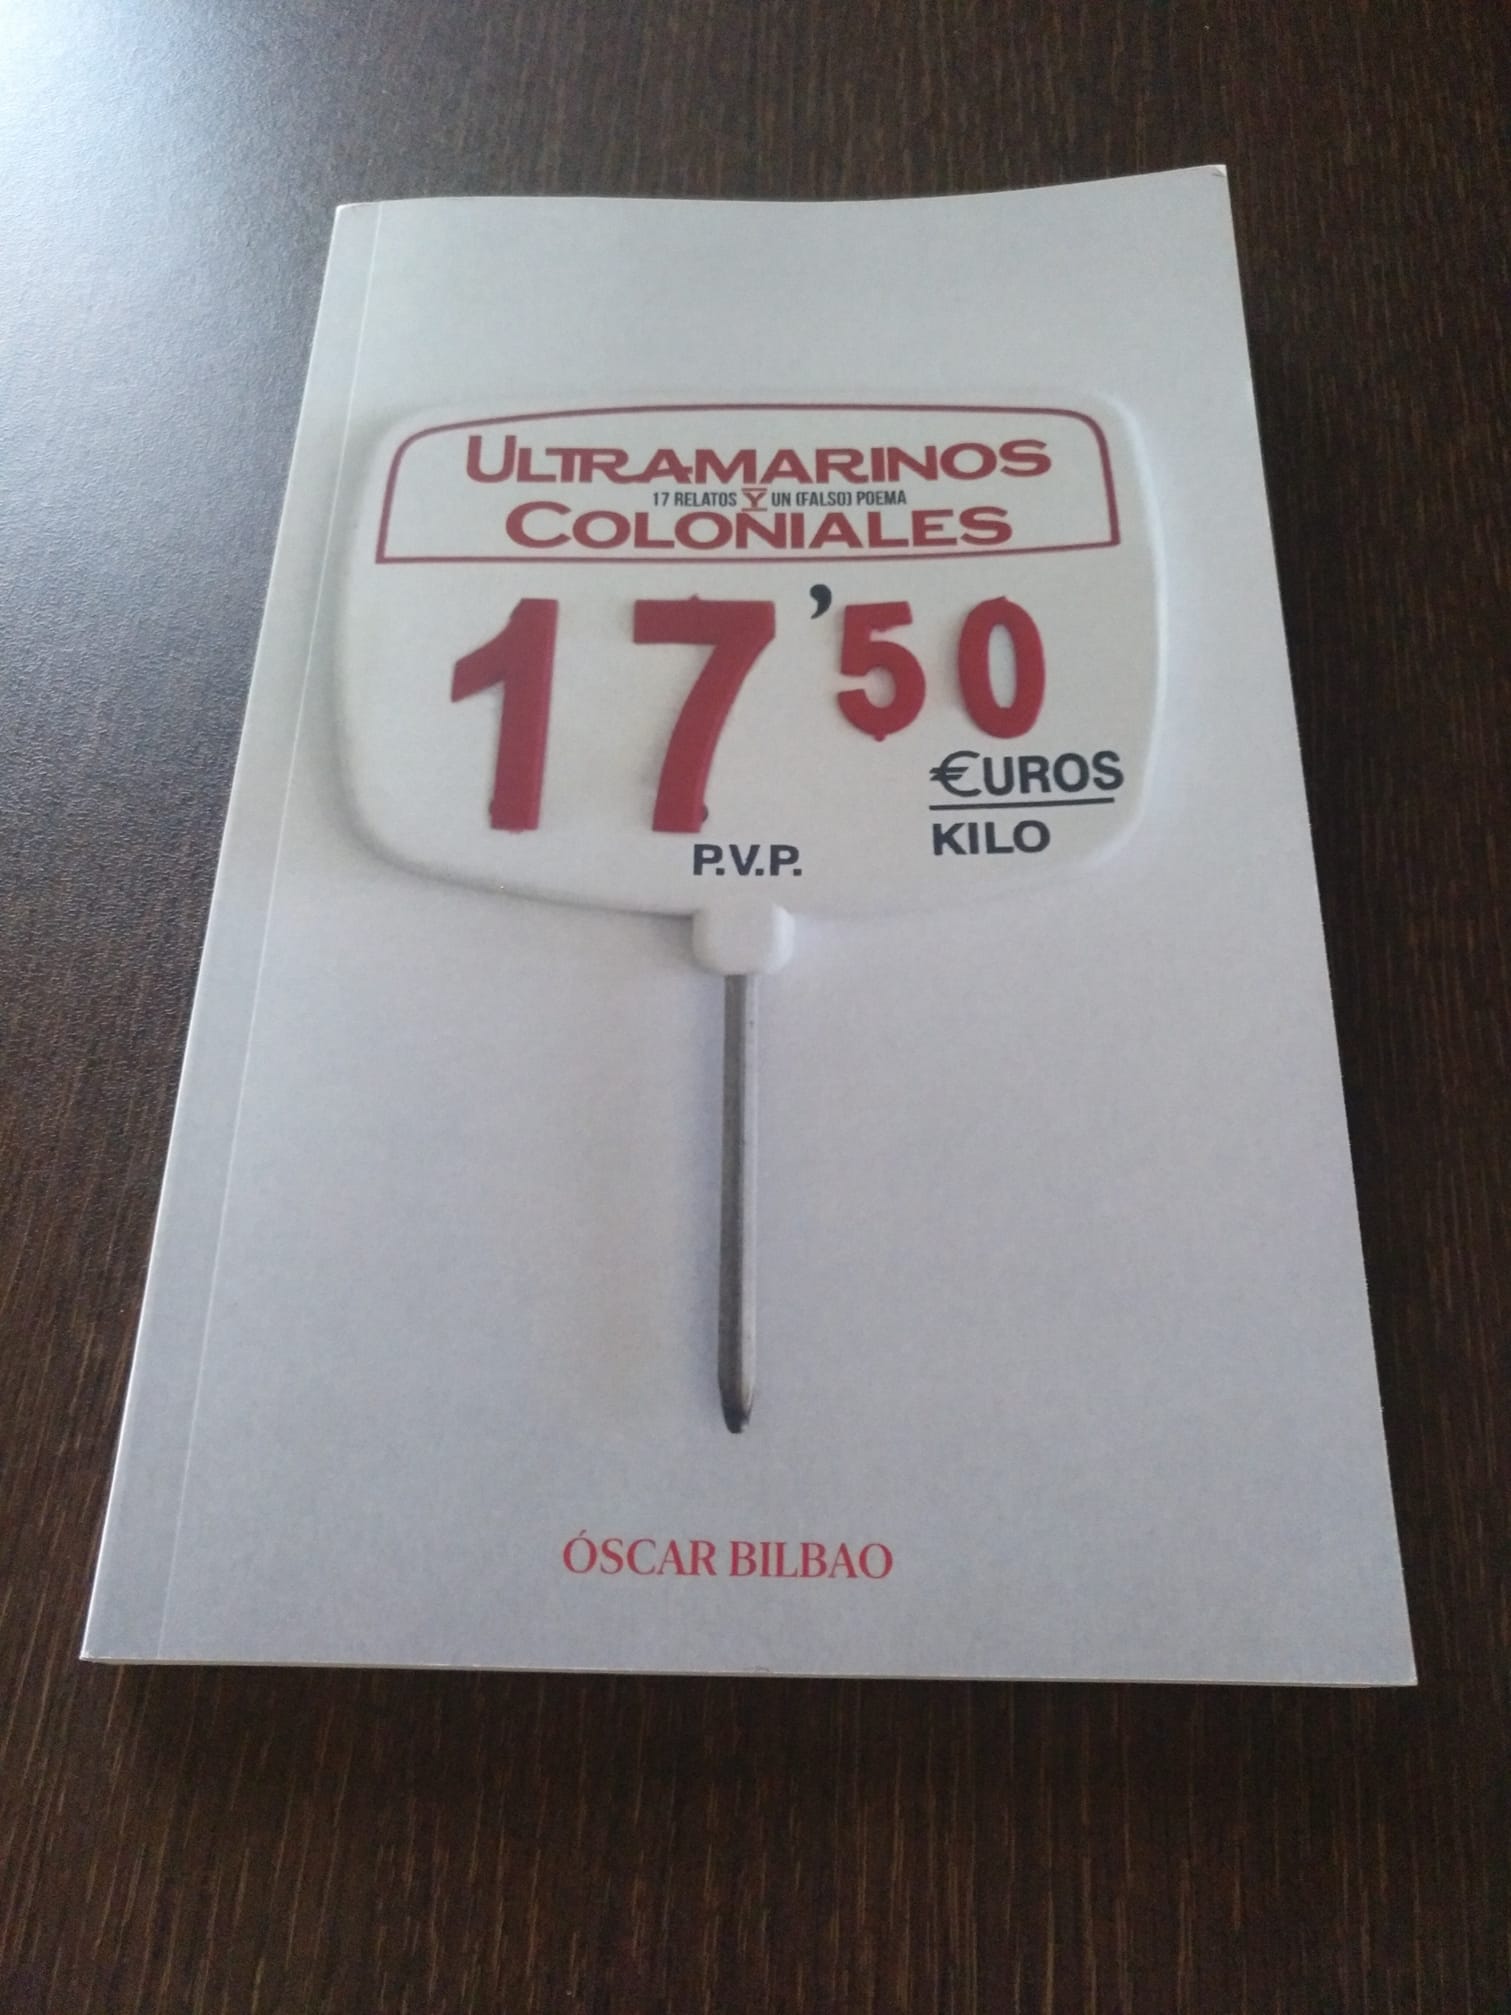 ULTRAMARINOS
17 RELATOS Y UN (FALSO) POEMA
COLONIALES
17'50
€UROS
KILO
P.V.P.
ÓSCAR BILBAO